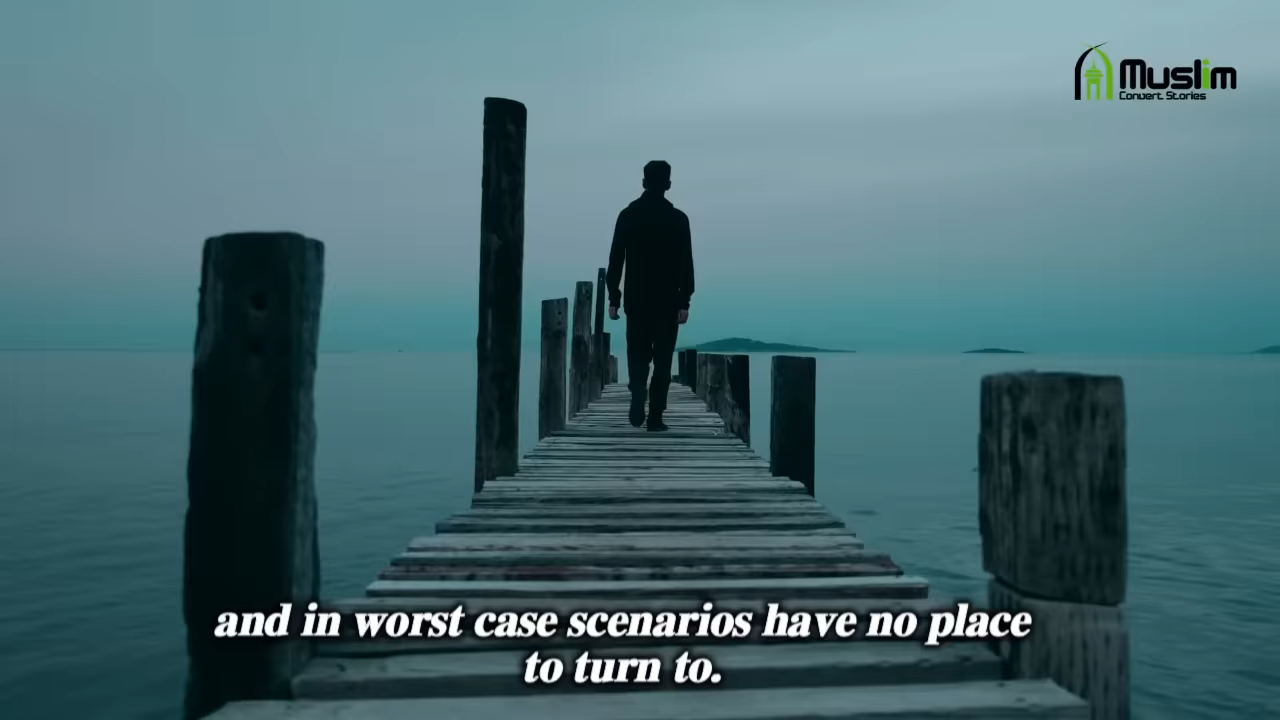 Muslim
Convert Stories
and in worst case scenarios have no place
to turn to.